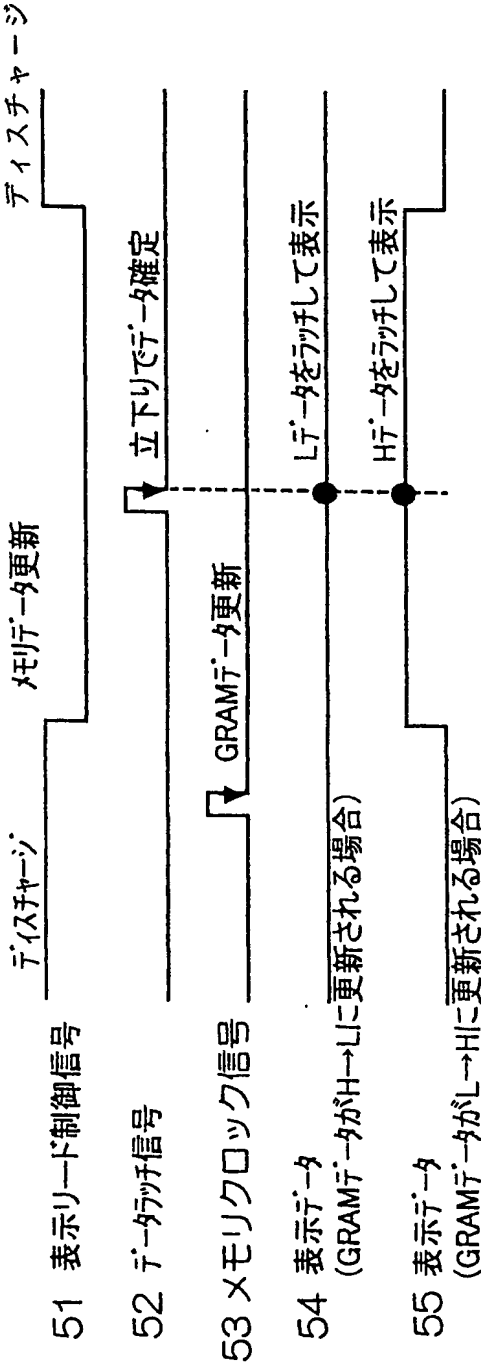 ディスチャージ
メモリデータ更新
ディスチャージ
51 表示リード制御信号
立下りでデータ確定
52 データラッチ信号
GRAMデータ更新
53 メモリクロック信号
Lデータをラッチして表示
54 表示データ
(GRAMデータがH→Lに更新される場合)
Hデータをラッチして表示
55 表示データ
(GRAMデータがL→Hに更新される場合)